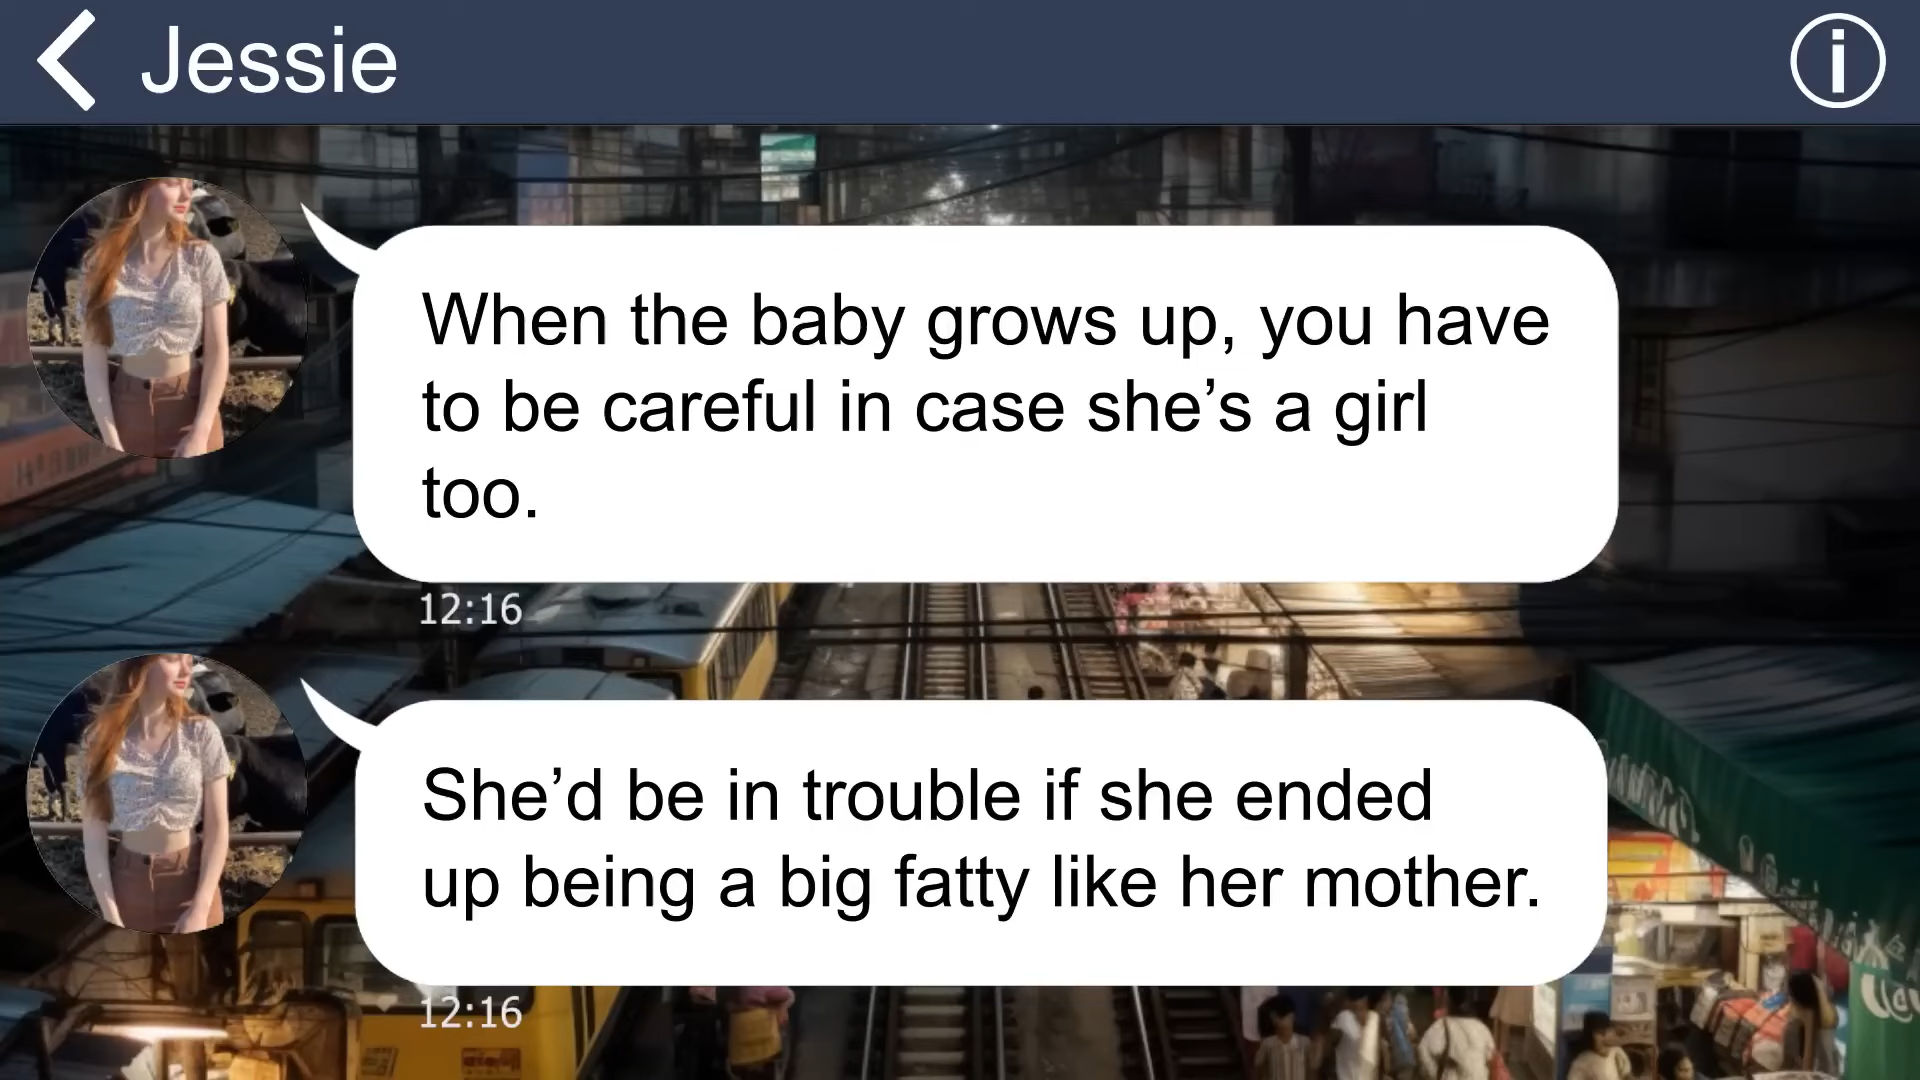 Jessie
When the baby grows up, you have
to be careful in case she’s a girl
too.
12:16
She’d be in trouble if she ended
up being a big fatty like her mother.
12:16